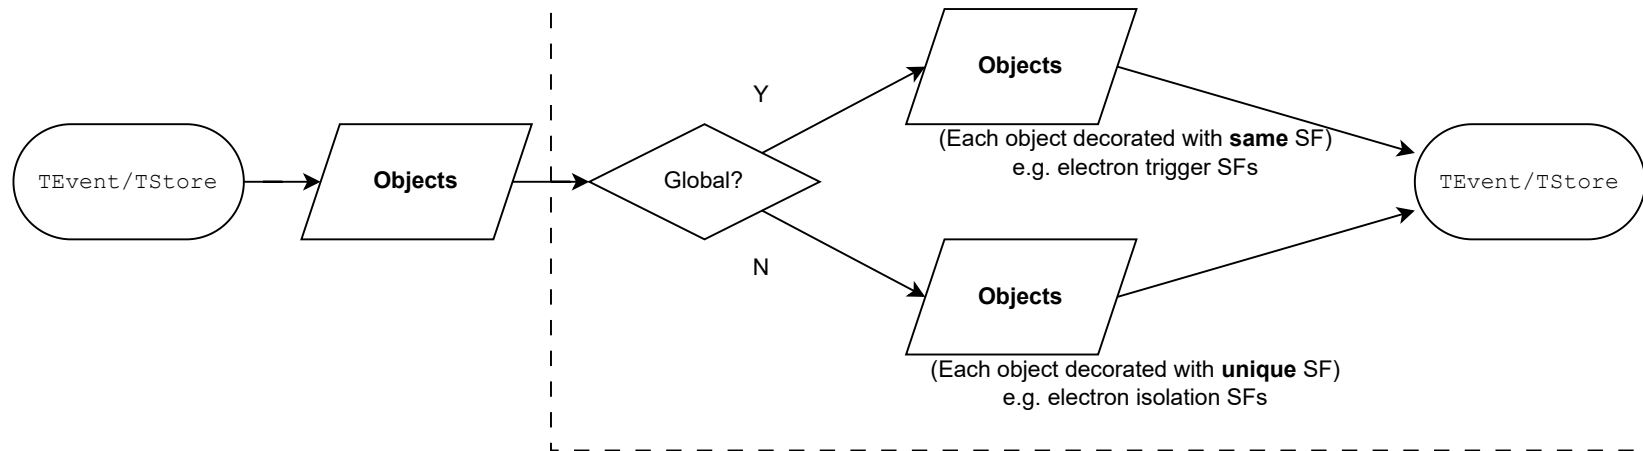 TEvent/TStore
Objects
Global?
Y
Objects
(Each object decorated with same SF)
e.g. electron trigger SFs
N
Objects
(Each object decorated with unique SF)
e.g. electron isolation SFs
TEvent/TStore